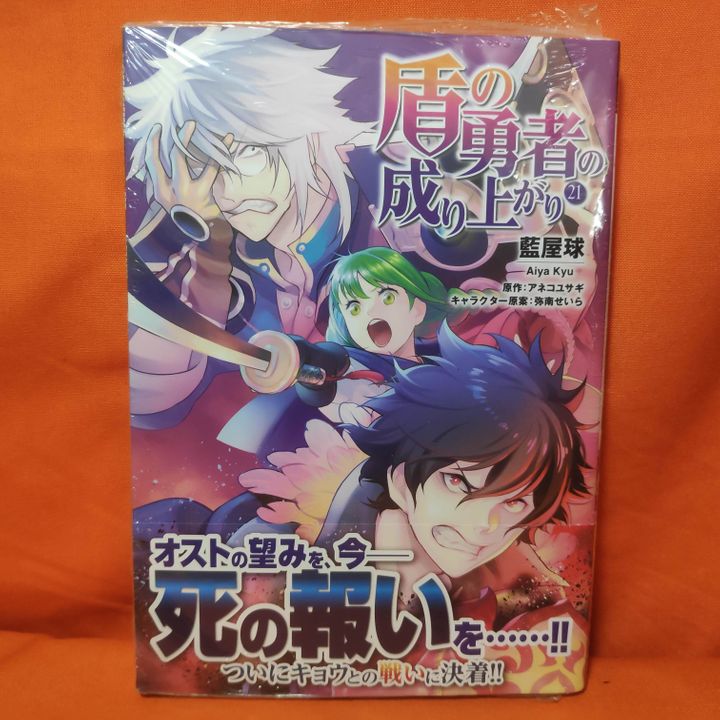 盾の勇者の
成り上がり 21
藍屋球
Aiya Kyu
原作:アネコユサギ
キャラクター原案:弥南せいら
オストの望みを、今――
死の報いを……!!
ついにキョウとの戦いに決着!!